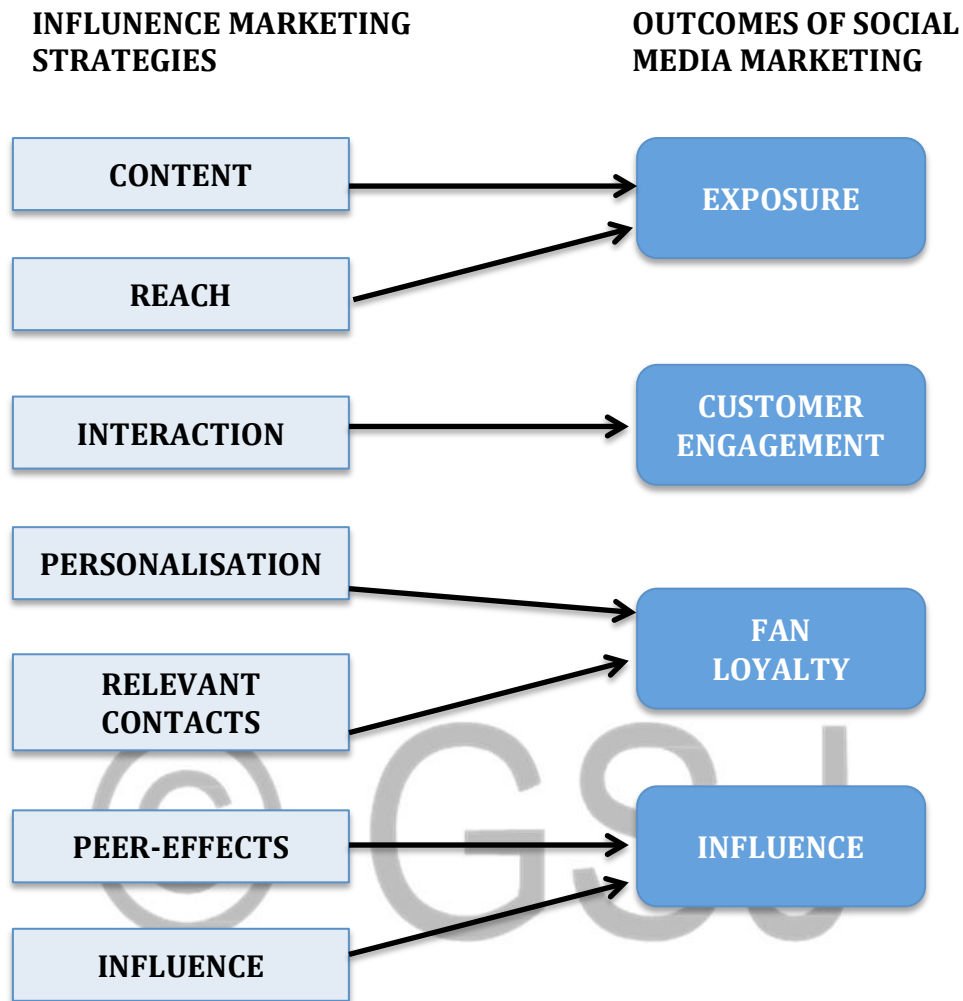 INFLUNENCE MARKETING
STRATEGIES
OUTCOMES OF SOCIAL
MEDIA MARKETING
CONTENT
EXPOSURE
REACH
INTERACTION
CUSTOMER
ENGAGEMENT
PERSONALISATION
FAN
LOYALTY
RELEVANT
CONTACTS
PEER-EFFECTS
INFLUENCE
INFLUENCE
© GSJ